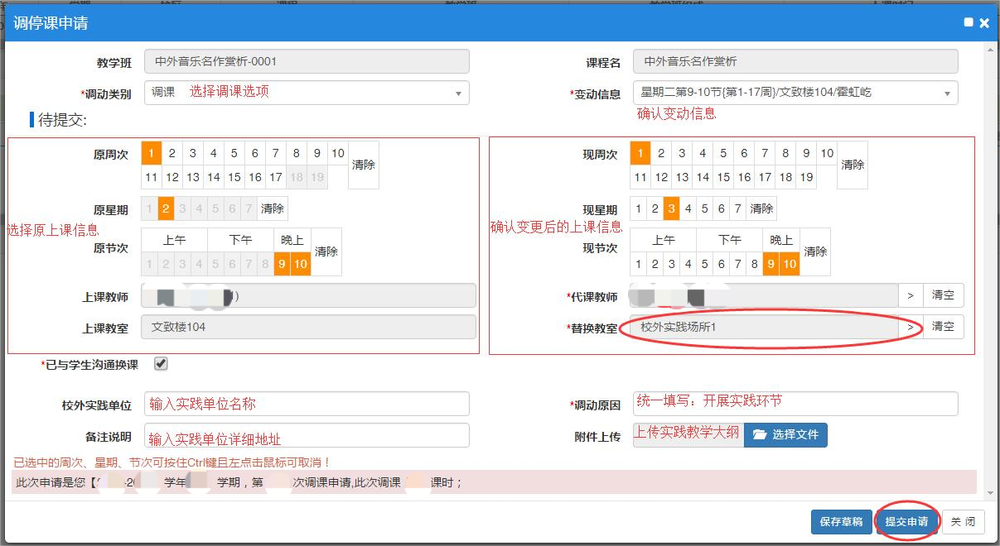 调停课申请
教学班 中外音乐名作赏析-0001 课程名 中外音乐名作赏析
*调动类别 调课 选择调课选项 *变动信息 星期二第9-10节{第1-17周}/文致楼104/霍虹屹
确认变动信息
待提交:
原周次 1 2 3 4 5 6 7 8 9 10 清除 现周次 1 2 3 4 5 6 7 8 9 10 清除
11 12 13 14 15 16 17 18 19 11 12 13 14 15 16 17 18 19
原星期 1 2 3 4 5 6 7 清除 现星期 1 2 3 4 5 6 7 清除
选择原上课信息 确认变更后的上课信息
原节次 上午 下午 晚上 清除 现节次 上午 下午 晚上 清除
1 2 3 4 5 6 7 8 9 10 1 2 3 4 5 6 7 8 9 10
上课教师 ) *代课教师 > 清空
上课教室 文致楼104 *替换教室 校外实践场所1 > 清空
*已与学生沟通换课
校外实践单位 输入实践单位名称 *调动原因 统一填写：开展实践环节
备注说明 输入实践单位详细地址 附件上传 上传实践教学大纲 选择文件
已选中的周次、星期、节次可按住Ctrl键且左点击鼠标可取消！
此次申请是您【 学年 学期，第 次调课申请,此次调课 课时；
保存草稿 提交申请 关 闭